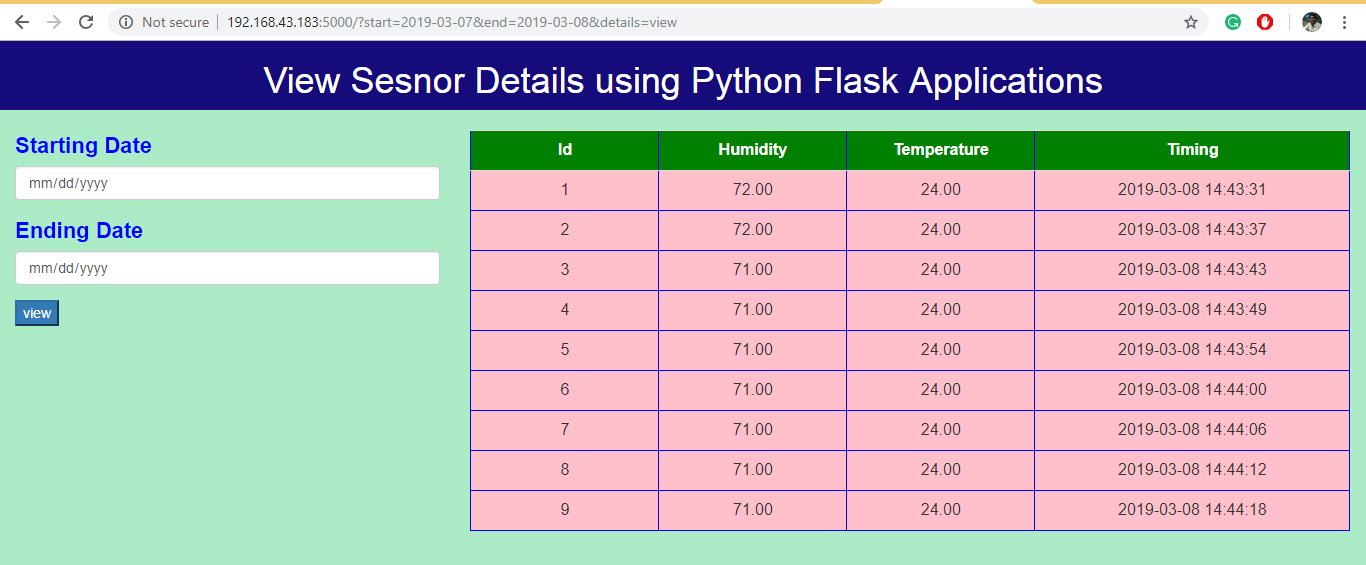 Not secure | 192.168.43.183:5000/?start=2019-03-07&end=2019-03-08&details=view
View Sesnor Details using Python Flask Applications
Starting Date
mm/dd/yyyy
Ending Date
mm/dd/yyyy
view
Id Humidity Temperature Timing
1 72.00 24.00 2019-03-08 14:43:31
2 72.00 24.00 2019-03-08 14:43:37
3 71.00 24.00 2019-03-08 14:43:43
4 71.00 24.00 2019-03-08 14:43:49
5 71.00 24.00 2019-03-08 14:43:54
6 71.00 24.00 2019-03-08 14:44:00
7 71.00 24.00 2019-03-08 14:44:06
8 71.00 24.00 2019-03-08 14:44:12
9 71.00 24.00 2019-03-08 14:44:18